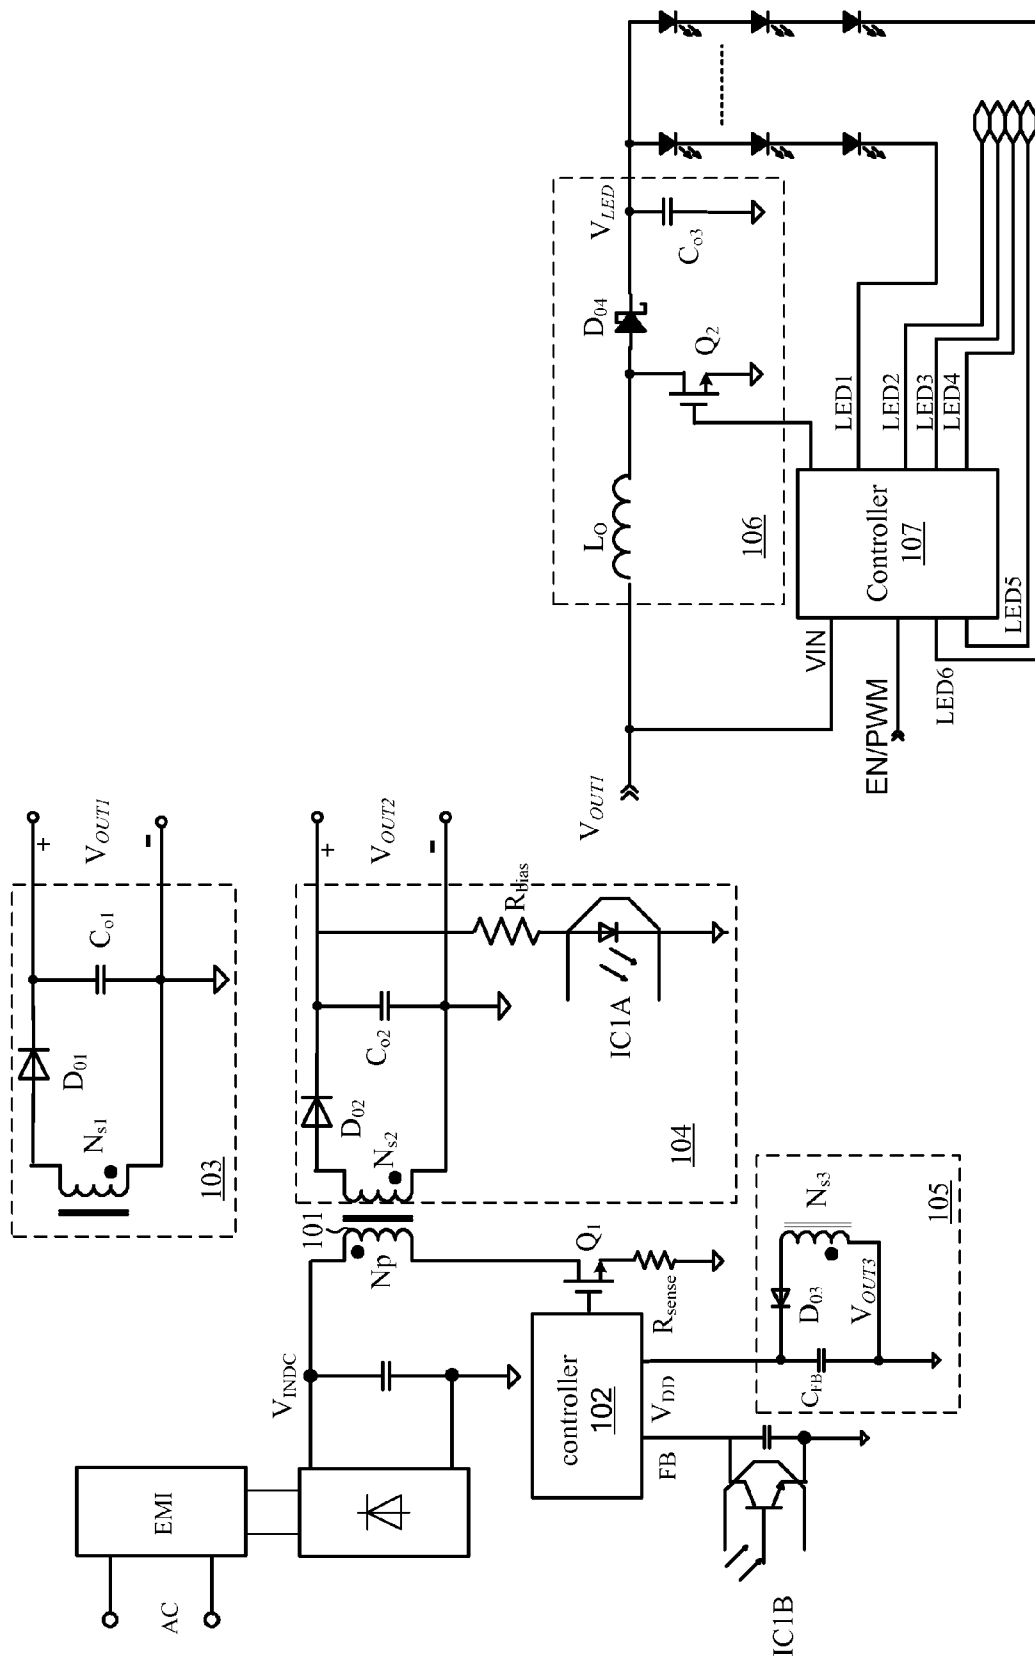 AC
EMI
V_INDC
101
Np
N_s1
D_01
C_o1
+
V_OUT1
-
103
N_s2
D_02
C_o2
+
V_OUT2
-
R_bias
IC1A
104
controller
102
Q_1
R_sense
V_DD
FB
IC1B
C_FB
D_03
V_OUT3
N_s3
105
V_OUT1
L_O
D_04
V_LED
C_o3
Q_2
106
VIN
EN/PWM
Controller
107
LED1
LED2
LED3
LED4
LED5
LED6